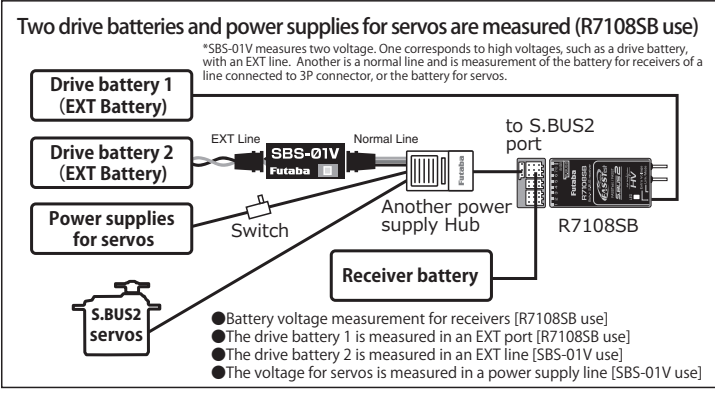 Two drive batteries and power supplies for servos are measured (R7108SB use)
*SBS-01V measures two voltage. One corresponds to high voltages, such as a drive battery,
with an EXT line. Another is a normal line and is measurement of the battery for receivers of a
line connected to 3P connector, or the battery for servos.
Drive battery 1
(EXT Battery)
Drive battery 2
(EXT Battery)
EXT Line
SBS-01V
Futaba
Normal Line
Futaba
to S.BUS2
port
Futaba
R7108SB
FASSTest
S.BUS2
HV
R7108SB
Another power
supply Hub
Power supplies
for servos
Switch
Receiver battery
S.BUS2
servos
●Battery voltage measurement for receivers [R7108SB use]
●The drive battery 1 is measured in an EXT port [R7108SB use]
●The drive battery 2 is measured in an EXT line [SBS-01V use]
●The voltage for servos is measured in a power supply line [SBS-01V use]